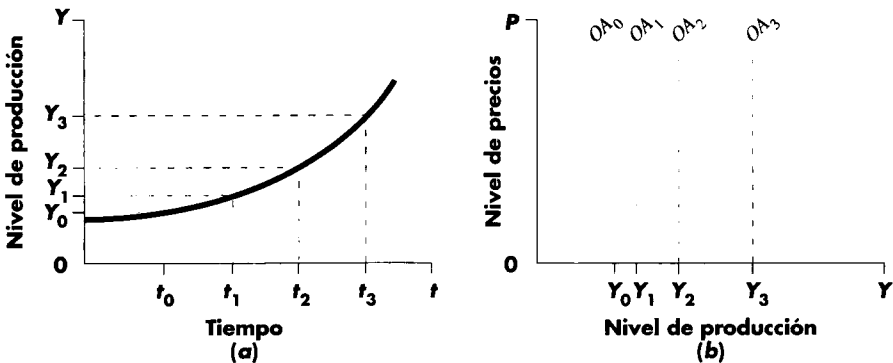 Y
Nivel de producción
Y₃
Y₂
Y₁
Y₀
0
t₀ t₁ t₂ t₃ t
Tiempo
(a)
P
OA₀ OA₁ OA₂ OA₃
Nivel de precios
0
Y₀ Y₁ Y₂ Y₃ Y
Nivel de producción
(b)